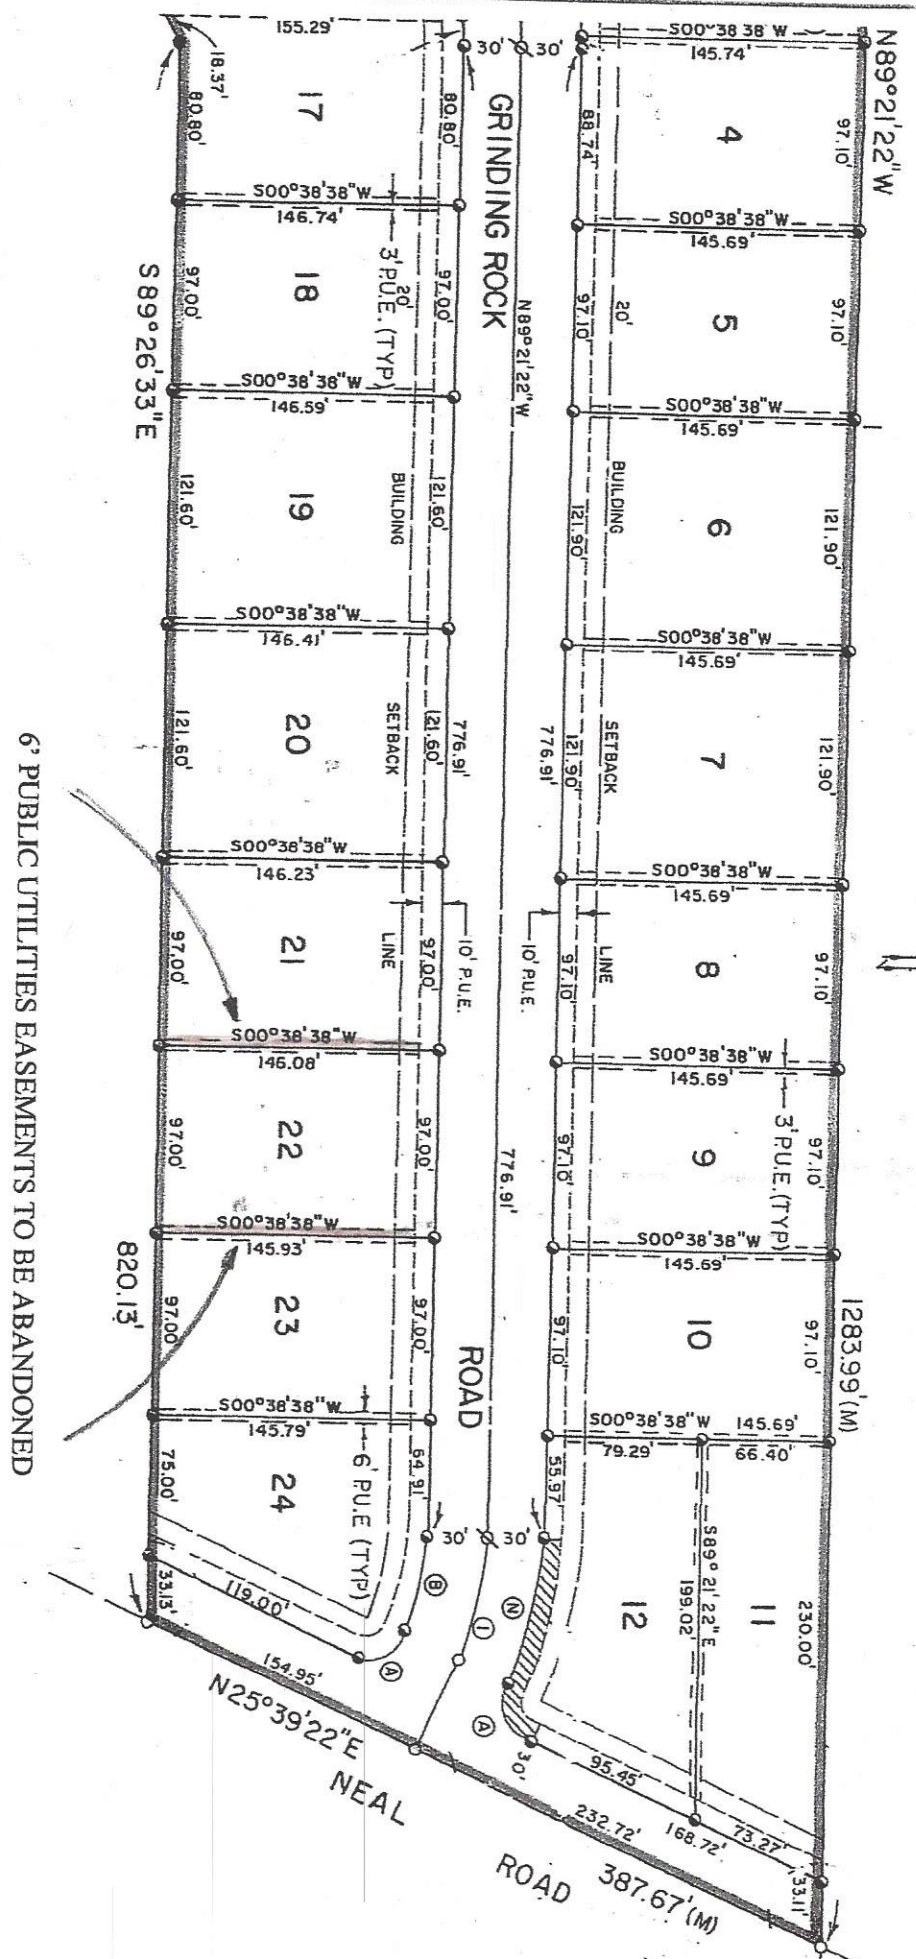 N89°21'22"W
1283.99' (M)
97.10'
97.10'
121.90'
121.90'
97.10'
97.10'
97.10'
230.00'
33.11'
S00°38'38"W
145.74'
4
S00°38'38"W
145.69'
5
S00°38'38"W
145.69'
6
S00°38'38"W
145.69'
7
S00°38'38"W
145.69'
8
S00°38'38"W
145.69'
3' P.U.E. (TYP)
9
S00°38'38"W
145.69'
10
S00°38'38"W
145.69'
79.29'
66.40'
11
S89°21'22"E
199.02'
12
20'
BUILDING
SETBACK
LINE
88.74'
97.10'
121.90'
121.90'
97.10'
97.10'
97.10'
55.97'
776.91'
10' P.U.E.
30'
30'
GRINDING ROCK
ROAD
N89°21'22"W
776.91'
30'
30'
N
A
I
B
A
30'
95.45'
73.27'
168.72'
232.72'
387.67' (M)
80.80'
97.00'
121.60'
121.60'
97.00'
97.00'
97.00'
64.91'
776.91'
10' P.U.E.
20'
BUILDING
SETBACK
LINE
155.29'
17
S00°38'38"W
146.74'
3' P.U.E. (TYP)
18
S00°38'38"W
146.59'
19
S00°38'38"W
146.41'
20
S00°38'38"W
146.23'
21
S00°38'38"W
146.08'
22
S00°38'38"W
145.93'
23
S00°38'38"W
145.79'
6' P.U.E (TYP)
24
18.37'
80.80'
97.00'
121.60'
121.60'
97.00'
97.00'
97.00'
75.00'
33.13'
119.00'
154.95'
N25°39'22"E
NEAL
ROAD
S89°26'33"E
820.13'
6' PUBLIC UTILITIES EASEMENTS TO BE ABANDONED